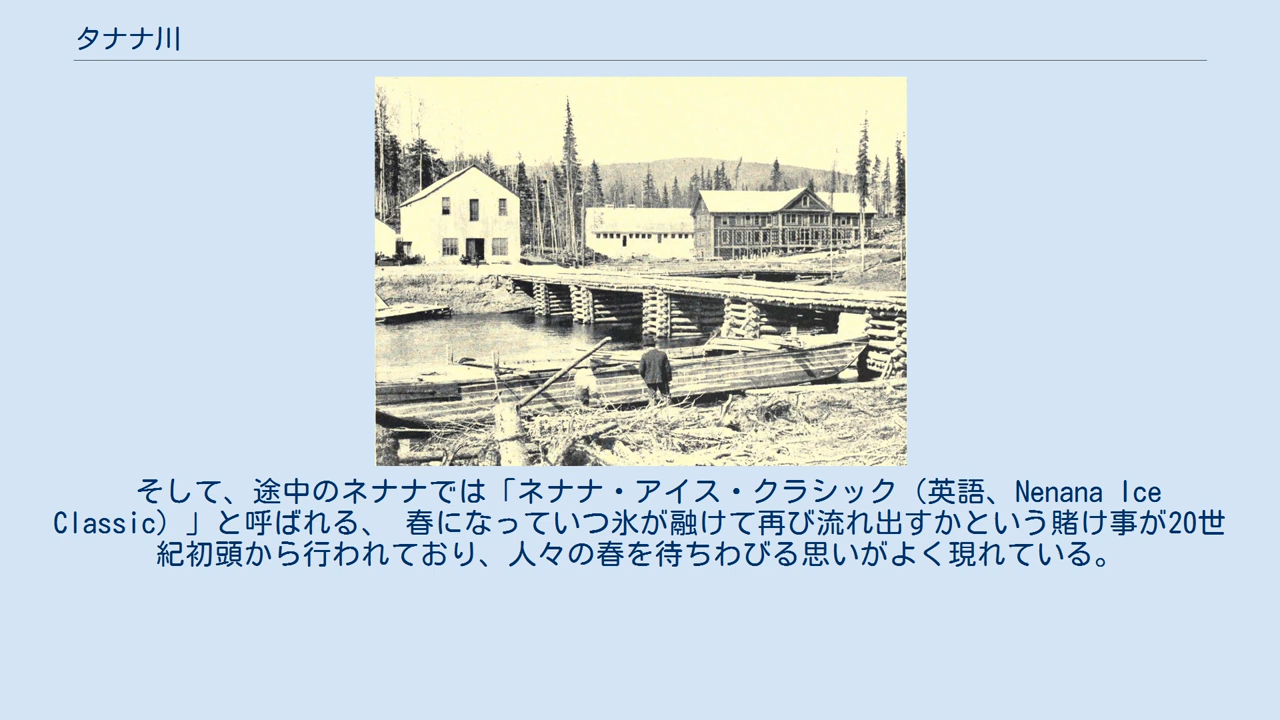 タナナ川
そして、途中のネナナでは「ネナナ・アイス・クラシック（英語、Nenana Ice
Classic）」と呼ばれる、 春になっていつ氷が融けて再び流れ出すかという賭け事が20世
紀初頭から行われており、人々の春を待ちわびる思いがよく現れている。